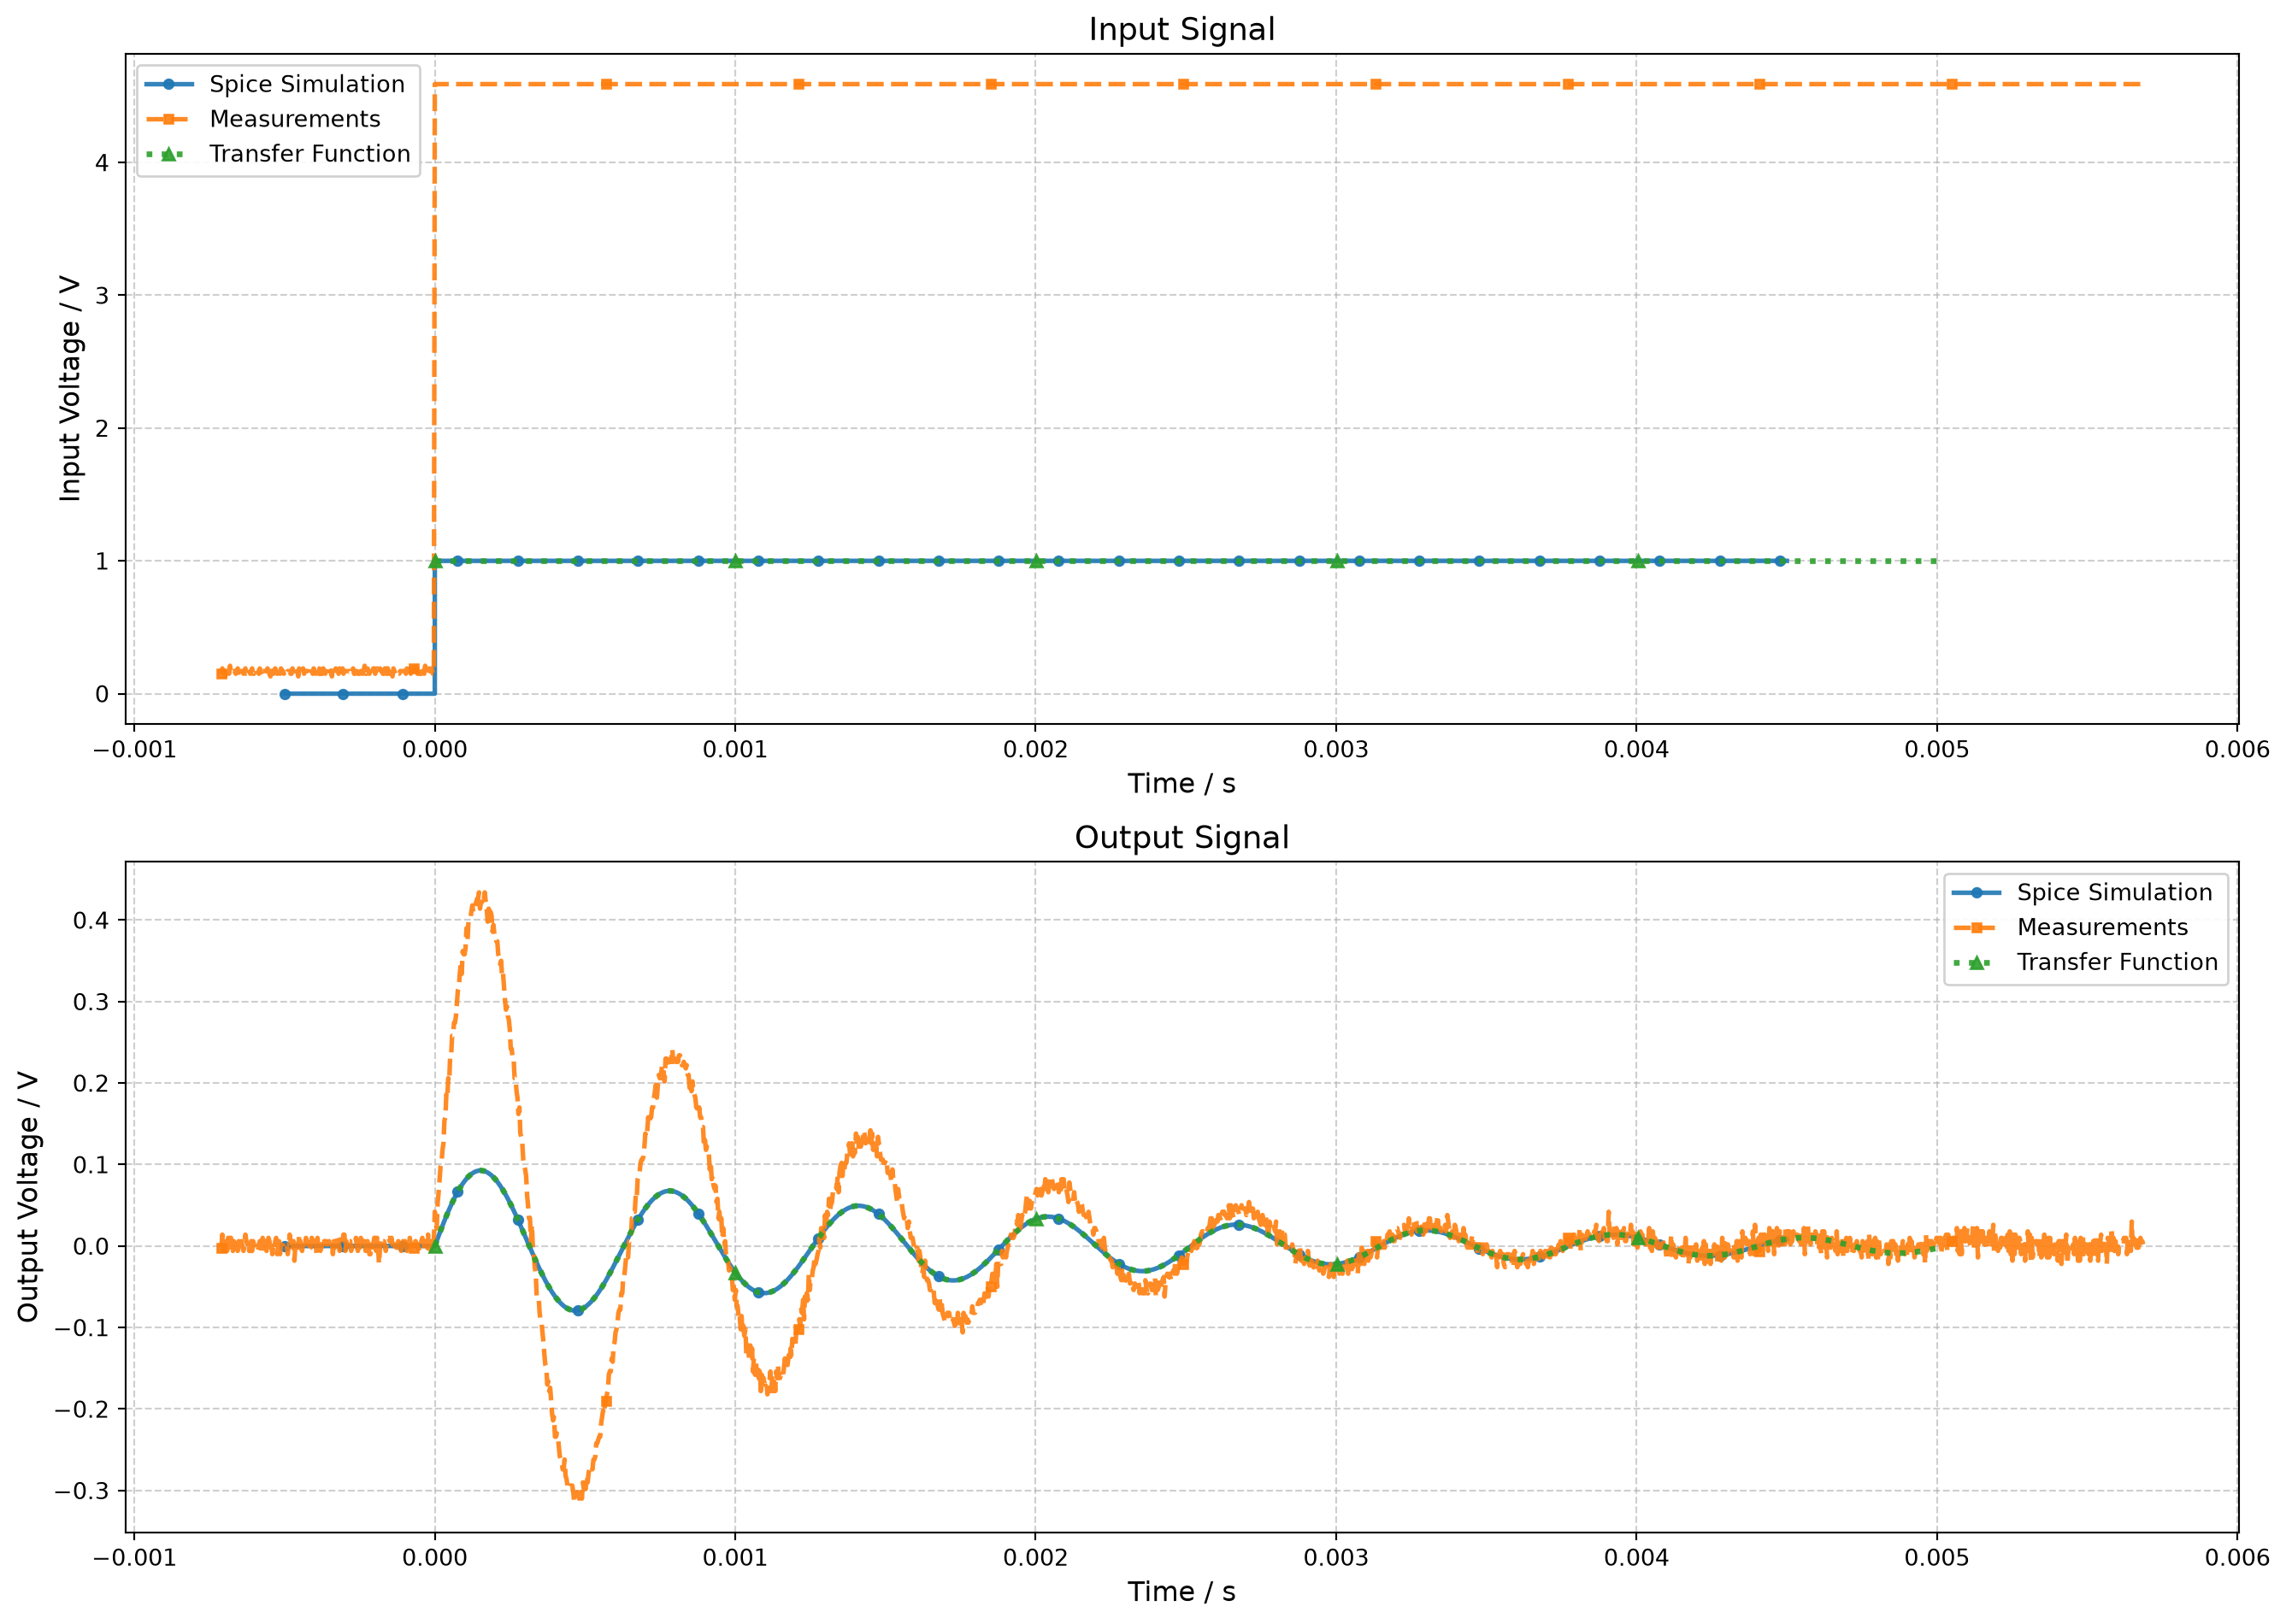 Input Signal
Spice Simulation
Measurements
Transfer Function
Input Voltage / V
4
3
2
1
0
−0.001 0.000 0.001 0.002 0.003 0.004 0.005 0.006
Time / s
Output Signal
Spice Simulation
Measurements
Transfer Function
Output Voltage / V
0.4
0.3
0.2
0.1
0.0
−0.1
−0.2
−0.3
−0.001 0.000 0.001 0.002 0.003 0.004 0.005 0.006
Time / s